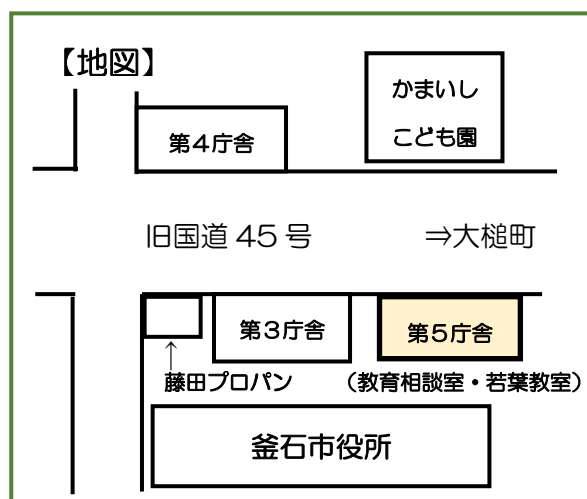 【地図】
かまいし
こども園
第4庁舎
旧国道 45 号 ⇒大槌町
第3庁舎
第5庁舎
↑
藤田プロパン
（教育相談室・若葉教室）
釜石市役所